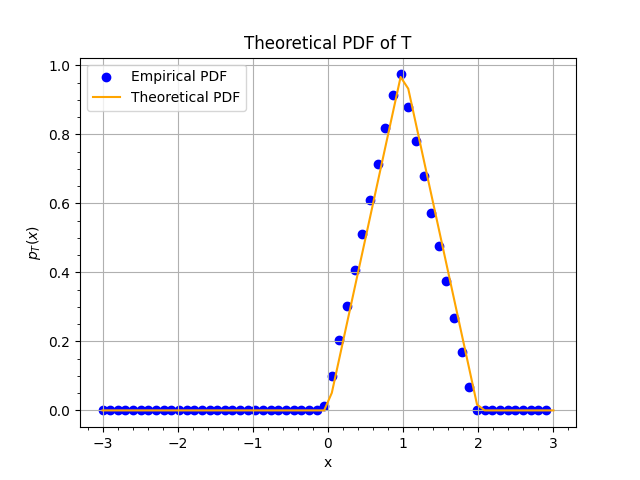 Theoretical PDF of T
Empirical PDF
Theoretical PDF
1.0
0.8
0.6
0.4
0.2
0.0
p_T(x)
−3
−2
−1
0
1
2
3
x